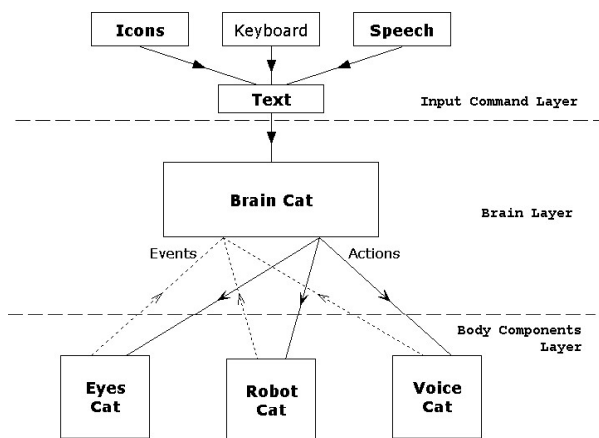 Icons
Keyboard
Speech
Text
Input Command Layer
Brain Cat
Brain Layer
Events
Actions
Body Components
Layer
Eyes
Cat
Robot
Cat
Voice
Cat